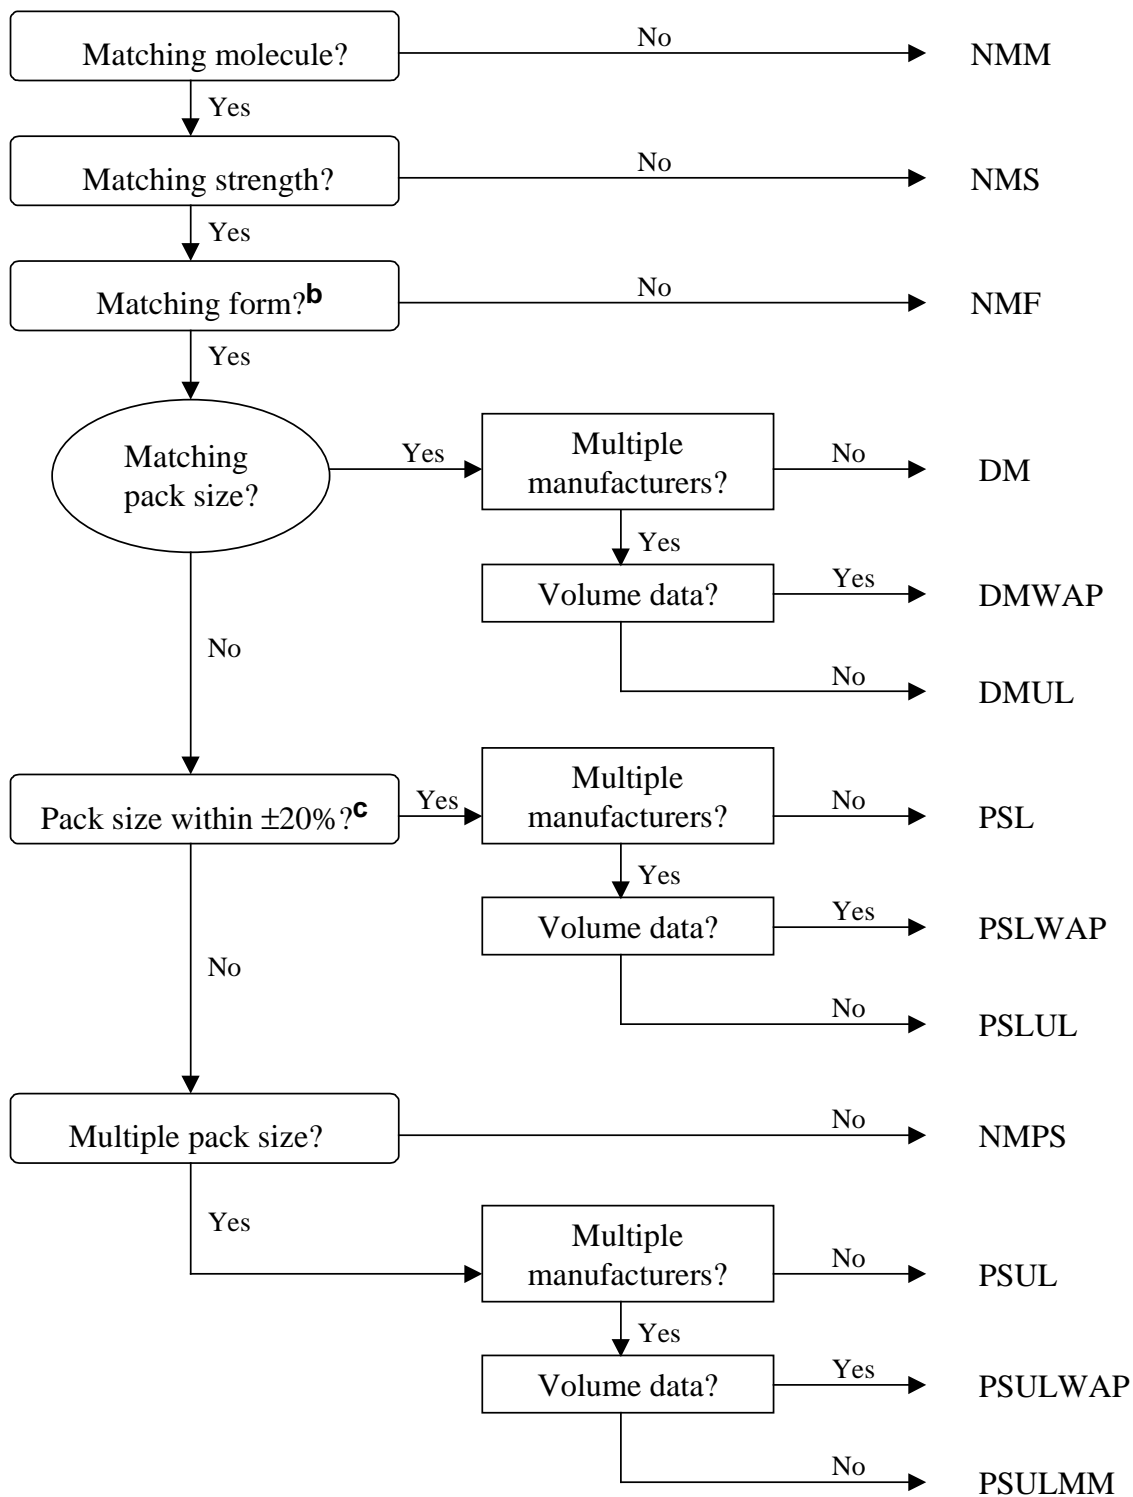 Matching molecule?
No
NMM
Yes
Matching strength?
No
NMS
Yes
Matching form?b
No
NMF
Yes
Matching
pack size?
Yes
Multiple
manufacturers?
No
DM
Yes
Volume data?
Yes
DMWAP
No
No
DMUL
Pack size within ±20%?c
Yes
Multiple
manufacturers?
No
PSL
Yes
Volume data?
Yes
PSLWAP
No
No
PSLUL
Multiple pack size?
No
NMPS
Yes
Multiple
manufacturers?
No
PSUL
Yes
Volume data?
Yes
PSULWAP
No
PSULMM